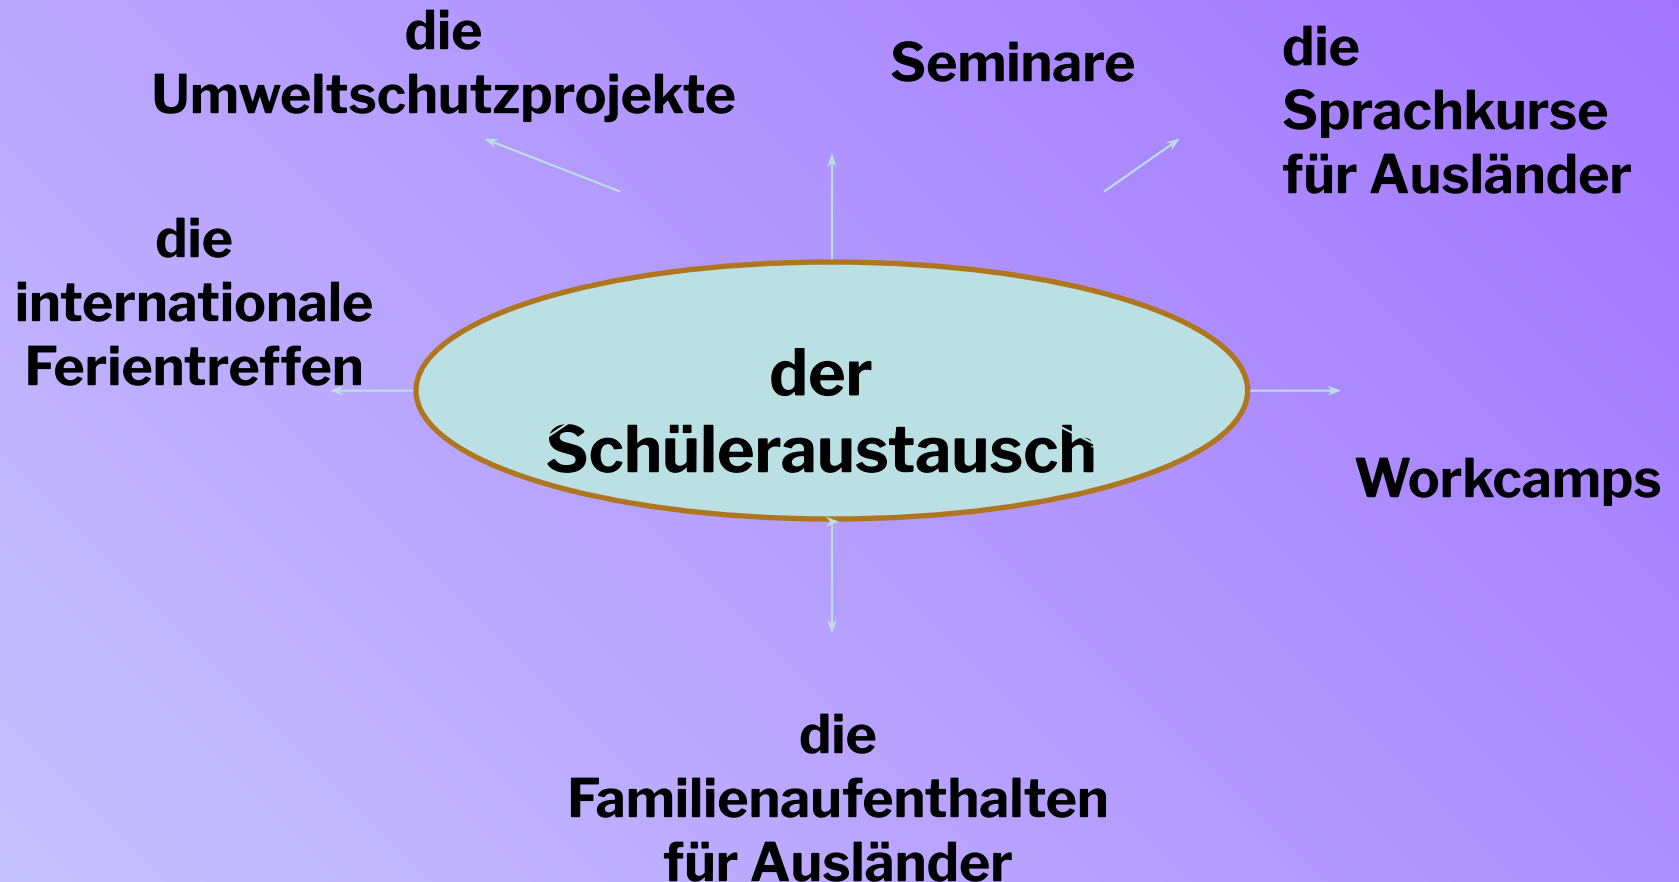 die
Umweltschutzprojekte
Seminare
die
Sprachkurse
für Ausländer
die
internationale
Ferientreffen
der
Schüleraustausch
Workcamps
die
Familienaufenthalten
für Ausländer